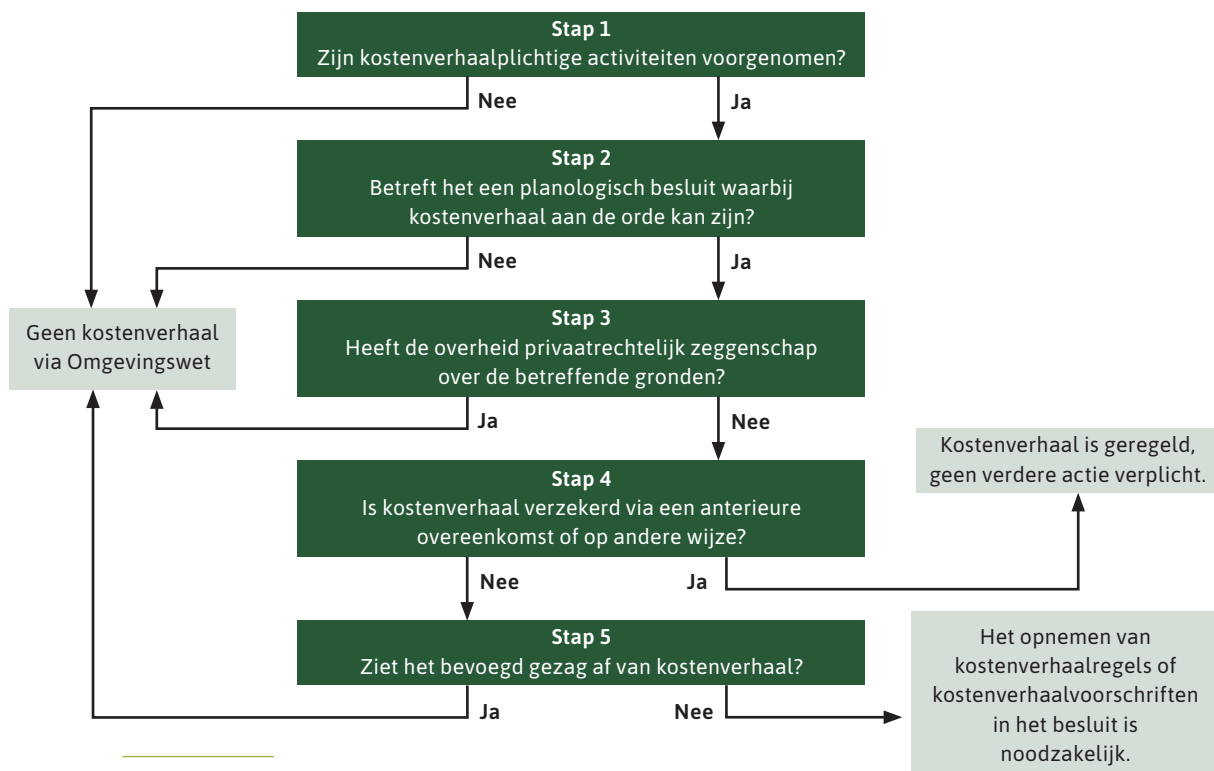 Stap 1
Zijn kostenverhaalplichtige activiteiten voorgenomen?
Nee
Ja
Stap 2
Betreft het een planologisch besluit waarbij
kostenverhaal aan de orde kan zijn?
Nee
Ja
Geen kostenverhaal
via Omgevingswet
Stap 3
Heeft de overheid privaatrechtelijk zeggenschap
over de betreffende gronden?
Ja
Nee
Kostenverhaal is geregeld,
geen verdere actie verplicht.
Stap 4
Is kostenverhaal verzekerd via een anterieure
overeenkomst of op andere wijze?
Nee
Ja
Stap 5
Ziet het bevoegd gezag af van kostenverhaal?
Ja
Nee
Het opnemen van
kostenverhaalregels of
kostenverhaalvoorschriften
in het besluit is
noodzakelijk.